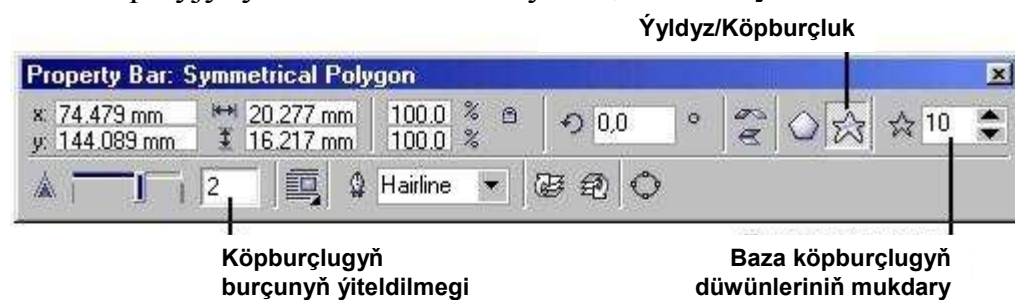 Ýyldyz/Köpburçluk
Property Bar: Symmetrical Polygon
x: 74.479 mm 20.277 mm 100.0 % 0,0 ° 10
y: 144.089 mm 16.217 mm 100.0 %
2 Hairline
Köpburçlugyň
burçunyň ýiteldilmegi
Baza köpburçlugyň
düwünleriniň mukdary